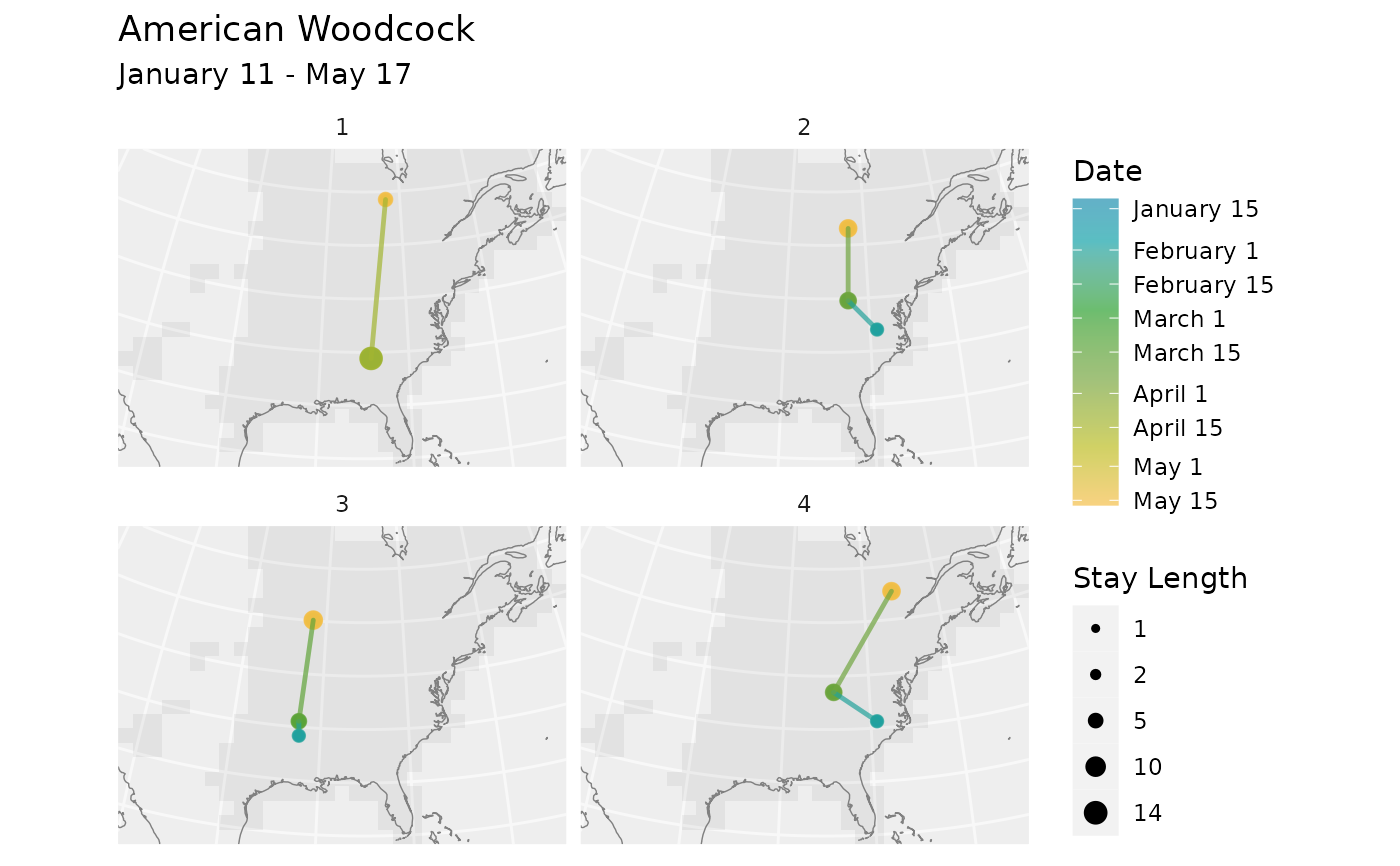 American Woodcock
January 11 - May 17
1
2
3
4
Date
January 15
February 1
February 15
March 1
March 15
April 1
April 15
May 1
May 15
Stay Length
1
2
5
10
14